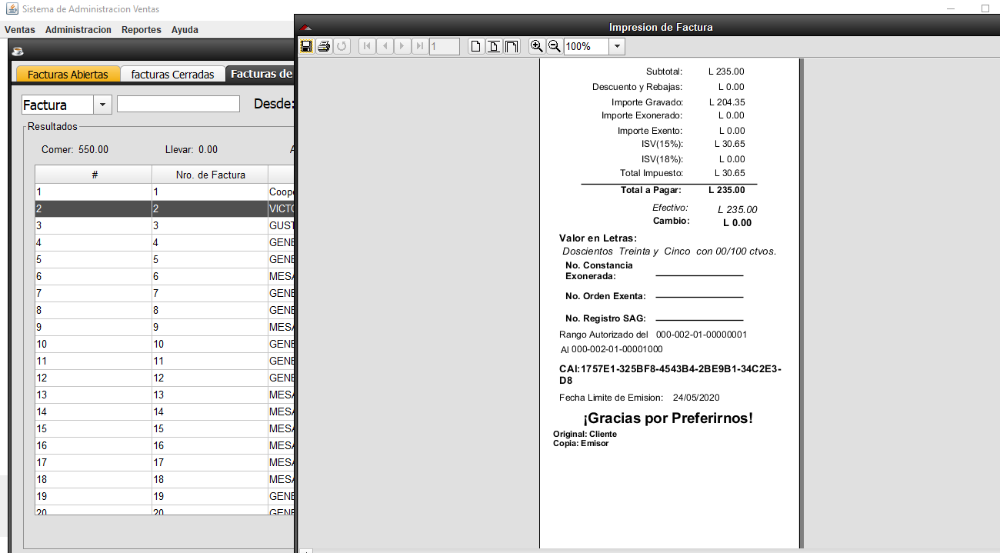 Sistema de Administracion Ventas
Ventas Administracion Reportes Ayuda
Facturas Abiertas facturas Cerradas Facturas de
Factura Desde:
Resultados
Comer: 550.00 Llevar: 0.00 A
# Nro. de Factura
1 1 Coope
2 2 VICTO
3 3 GUST
4 4 GENE
5 5 GENE
6 6 MESA
7 7 GENE
8 8 GENE
9 9 MESA
10 10 GENE
11 11 GENE
12 12 GENE
13 13 MESA
14 14 MESA
15 15 MESA
16 16 MESA
17 17 MESA
18 18 MESA
19 19 GENE
20 20 GENE
Impresion de Factura
1 100%
Subtotal: L 235.00
Descuento y Rebajas: L 0.00
Importe Gravado: L 204.35
Importe Exonerado: L 0.00
Importe Exento: L 0.00
ISV(15%): L 30.65
ISV(18%): L 0.00
Total Impuesto: L 30.65
Total a Pagar: L 235.00
Efectivo: L 235.00
Cambio: L 0.00
Valor en Letras:
Doscientos Treinta y Cinco con 00/100 ctvos.
No. Constancia
Exonerada:
No. Orden Exenta:
No. Registro SAG:
Rango Autorizado del 000-002-01-00000001
Al 000-002-01-00001000
CAI:1757E1-325BF8-4543B4-2BE9B1-34C2E3-
D8
Fecha Limite de Emision: 24/05/2020
¡Gracias por Preferirnos!
Original: Cliente
Copia: Emisor